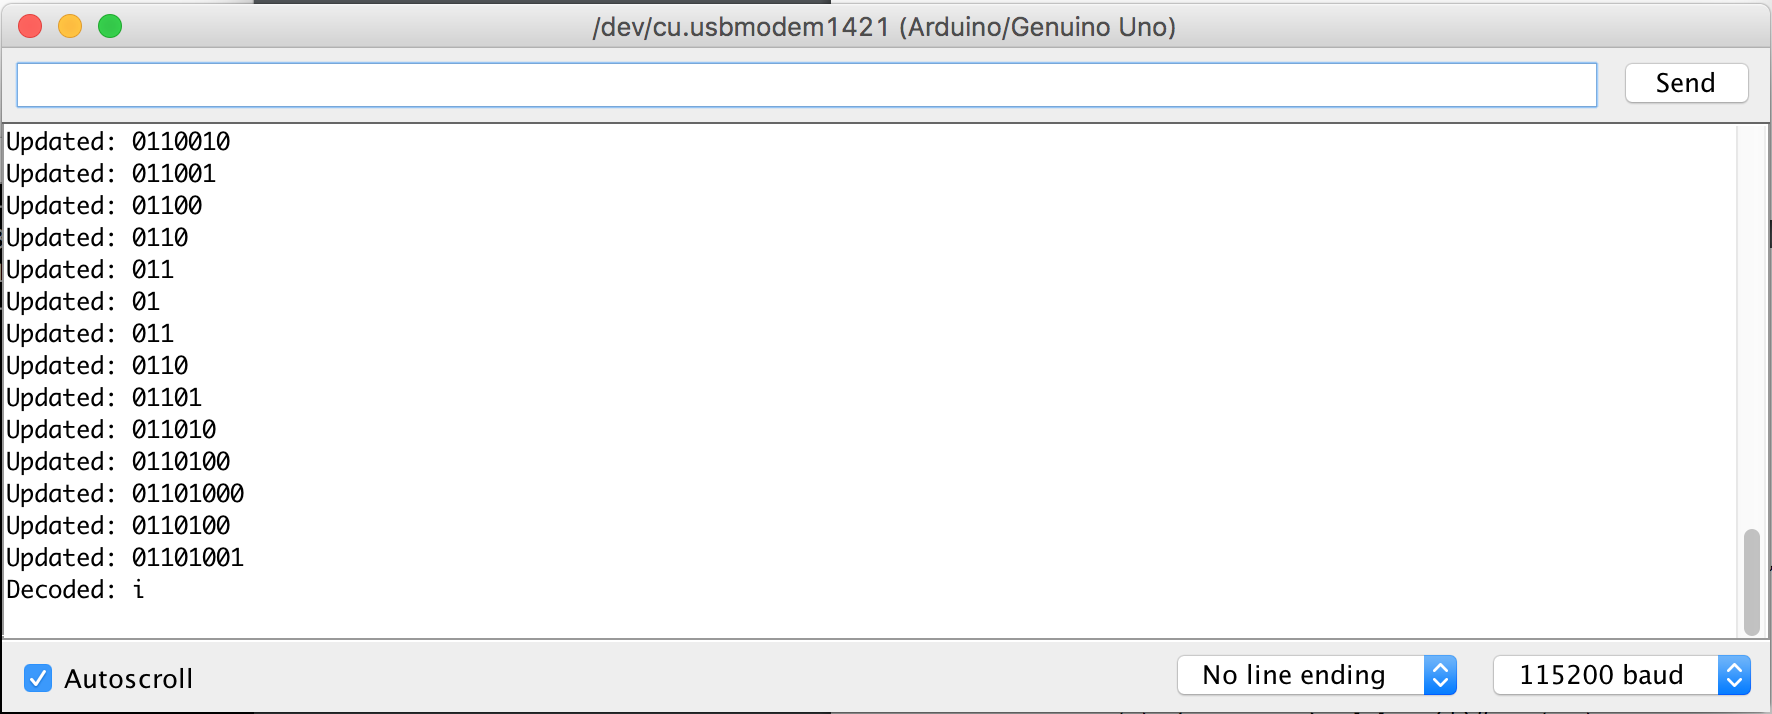 /dev/cu.usbmodem1421 (Arduino/Genuino Uno)
Send
Updated: 0110010
Updated: 011001
Updated: 01100
Updated: 0110
Updated: 011
Updated: 01
Updated: 011
Updated: 0110
Updated: 01101
Updated: 011010
Updated: 0110100
Updated: 01101000
Updated: 0110100
Updated: 01101001
Decoded: i
Autoscroll
No line ending
115200 baud